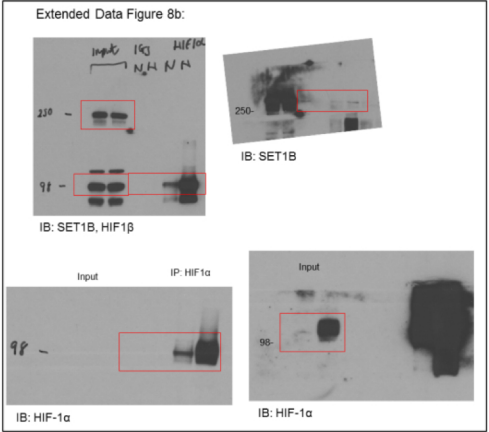 Extended Data Figure 8b:
Input IgG HIF1α
N H N H
250 -
98 -
IB: SET1B, HIF1β
250-
IB: SET1B
Input IP: HIF1α
98 -
IB: HIF-1α
Input
98-
IB: HIF-1α